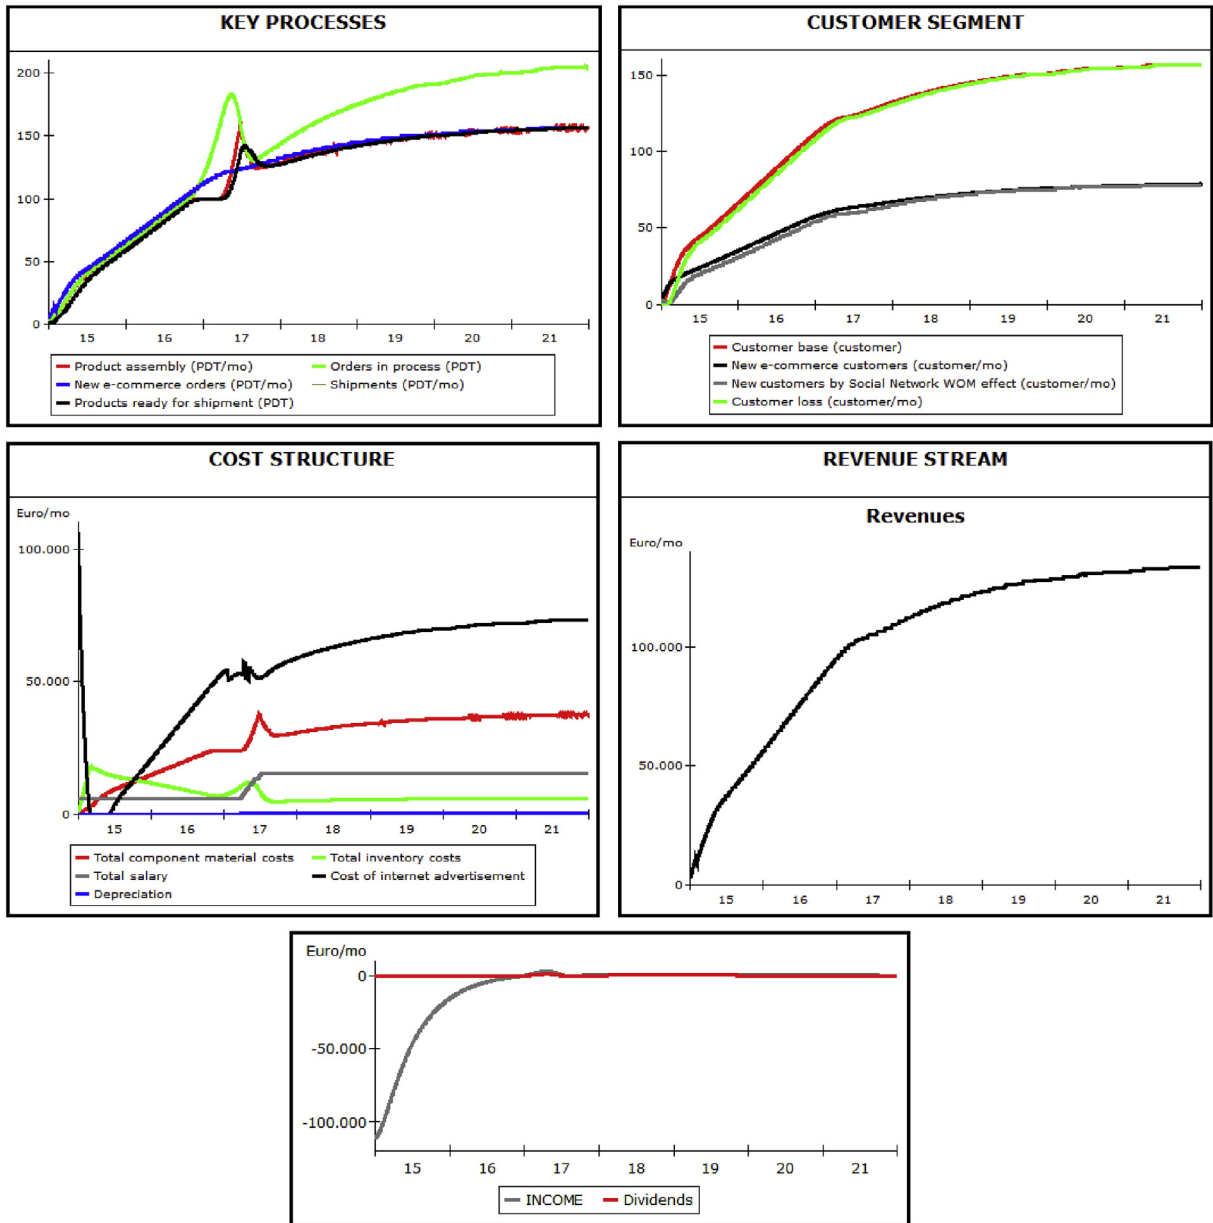 KEY PROCESSES
200
150
100
50
0
15 16 17 18 19 20 21
Product assembly (PDT/mo) Orders in process (PDT)
New e-commerce orders (PDT/mo) Shipments (PDT/mo)
Products ready for shipment (PDT)
CUSTOMER SEGMENT
150
100
50
0
15 16 17 18 19 20 21
Customer base (customer)
New e-commerce customers (customer/mo)
New customers by Social Network WOM effect (customer/mo)
Customer loss (customer/mo)
COST STRUCTURE
Euro/mo
100.000
50.000
0
15 16 17 18 19 20 21
Total component material costs Total inventory costs
Total salary Cost of internet advertisement
Depreciation
REVENUE STREAM
Revenues
Euro/mo
100.000
50.000
0
15 16 17 18 19 20 21
Euro/mo
0
-50.000
-100.000
15 16 17 18 19 20 21
INCOME Dividends